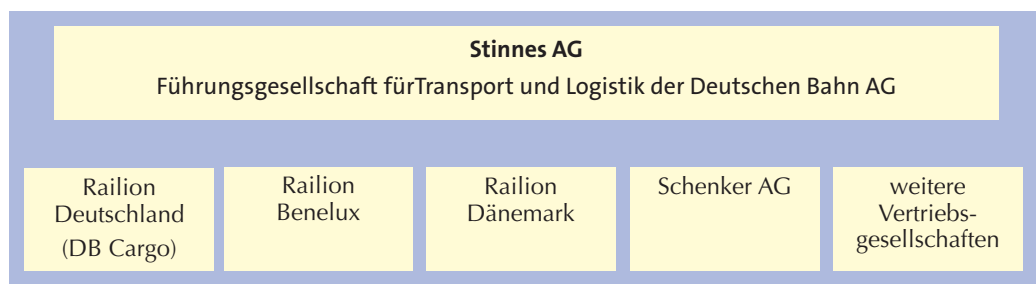 Stinnes AG
Führungsgesellschaft fürTransport und Logistik der Deutschen Bahn AG
Railion
Deutschland
(DB Cargo)
Railion
Benelux
Railion
Dänemark
Schenker AG
weitere
Vertriebs-
gesellschaften